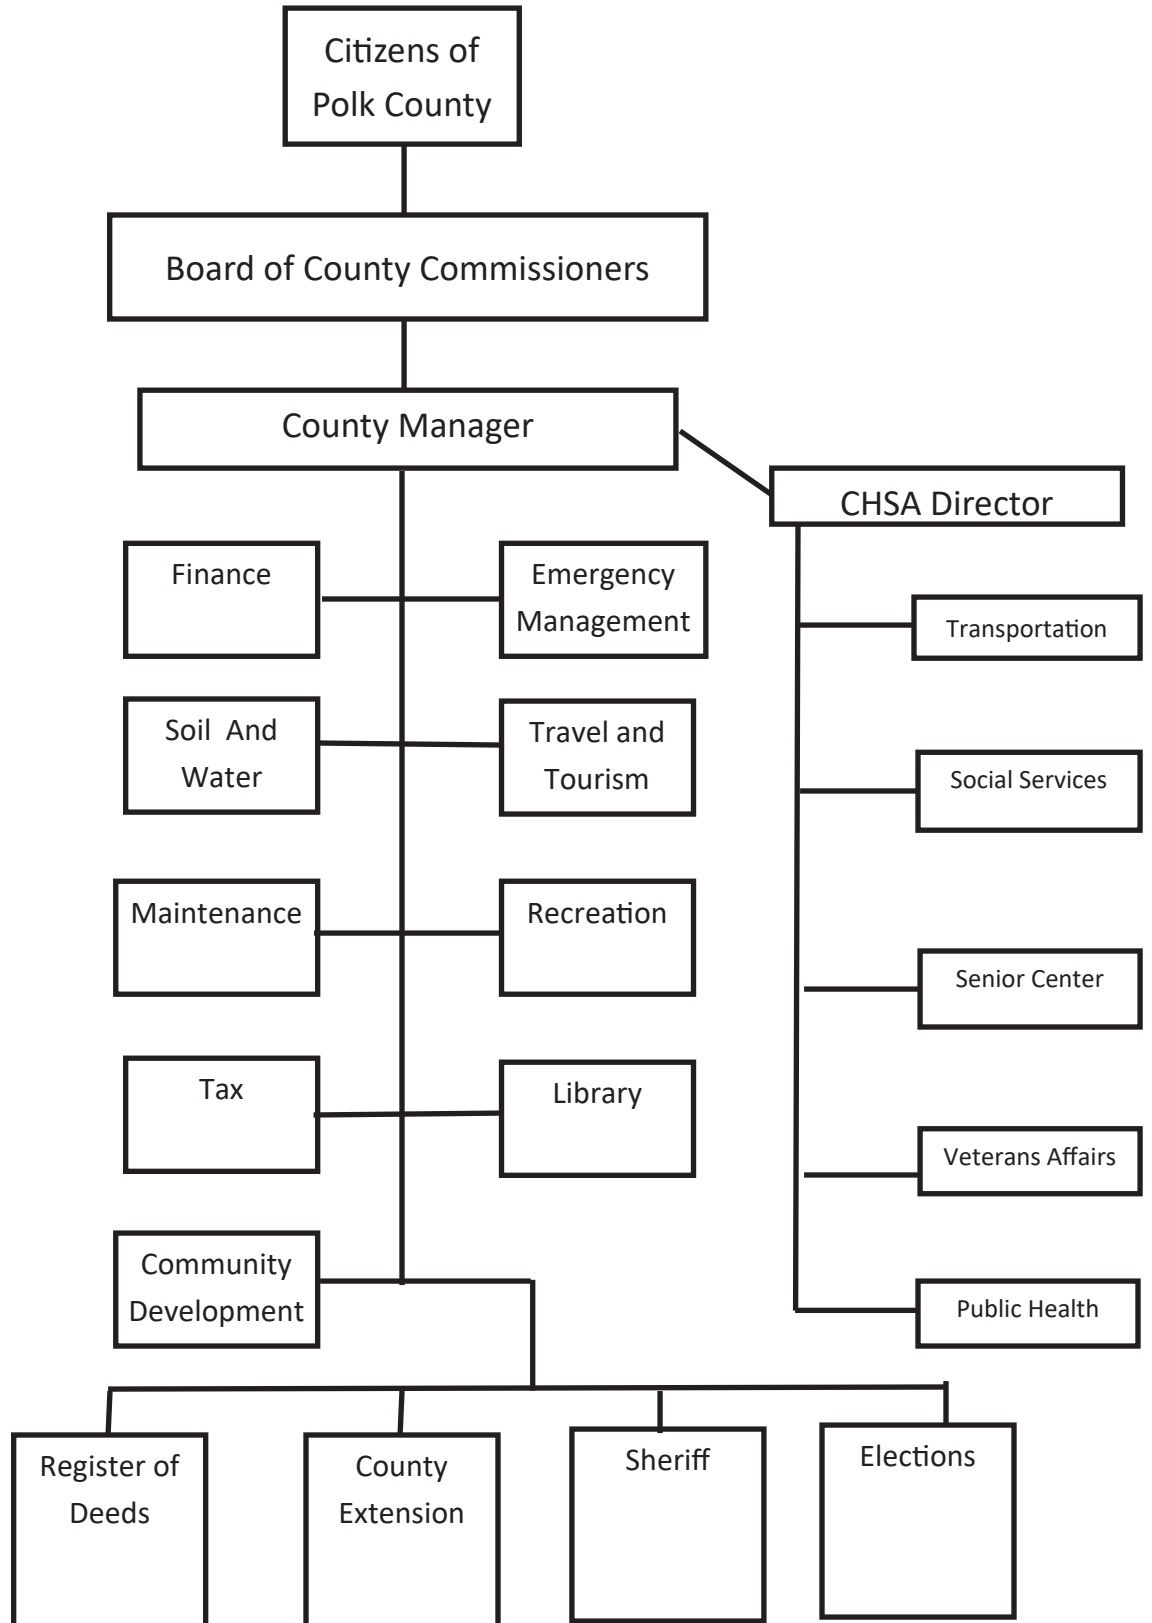 Citizens of
Polk County
Board of County Commissioners
County Manager
CHSA Director
Finance
Emergency
Management
Transportation
Soil And
Water
Travel and
Tourism
Social Services
Maintenance
Recreation
Senior Center
Tax
Library
Veterans Affairs
Community
Development
Public Health
Register of
Deeds
County
Extension
Sheriff
Elections